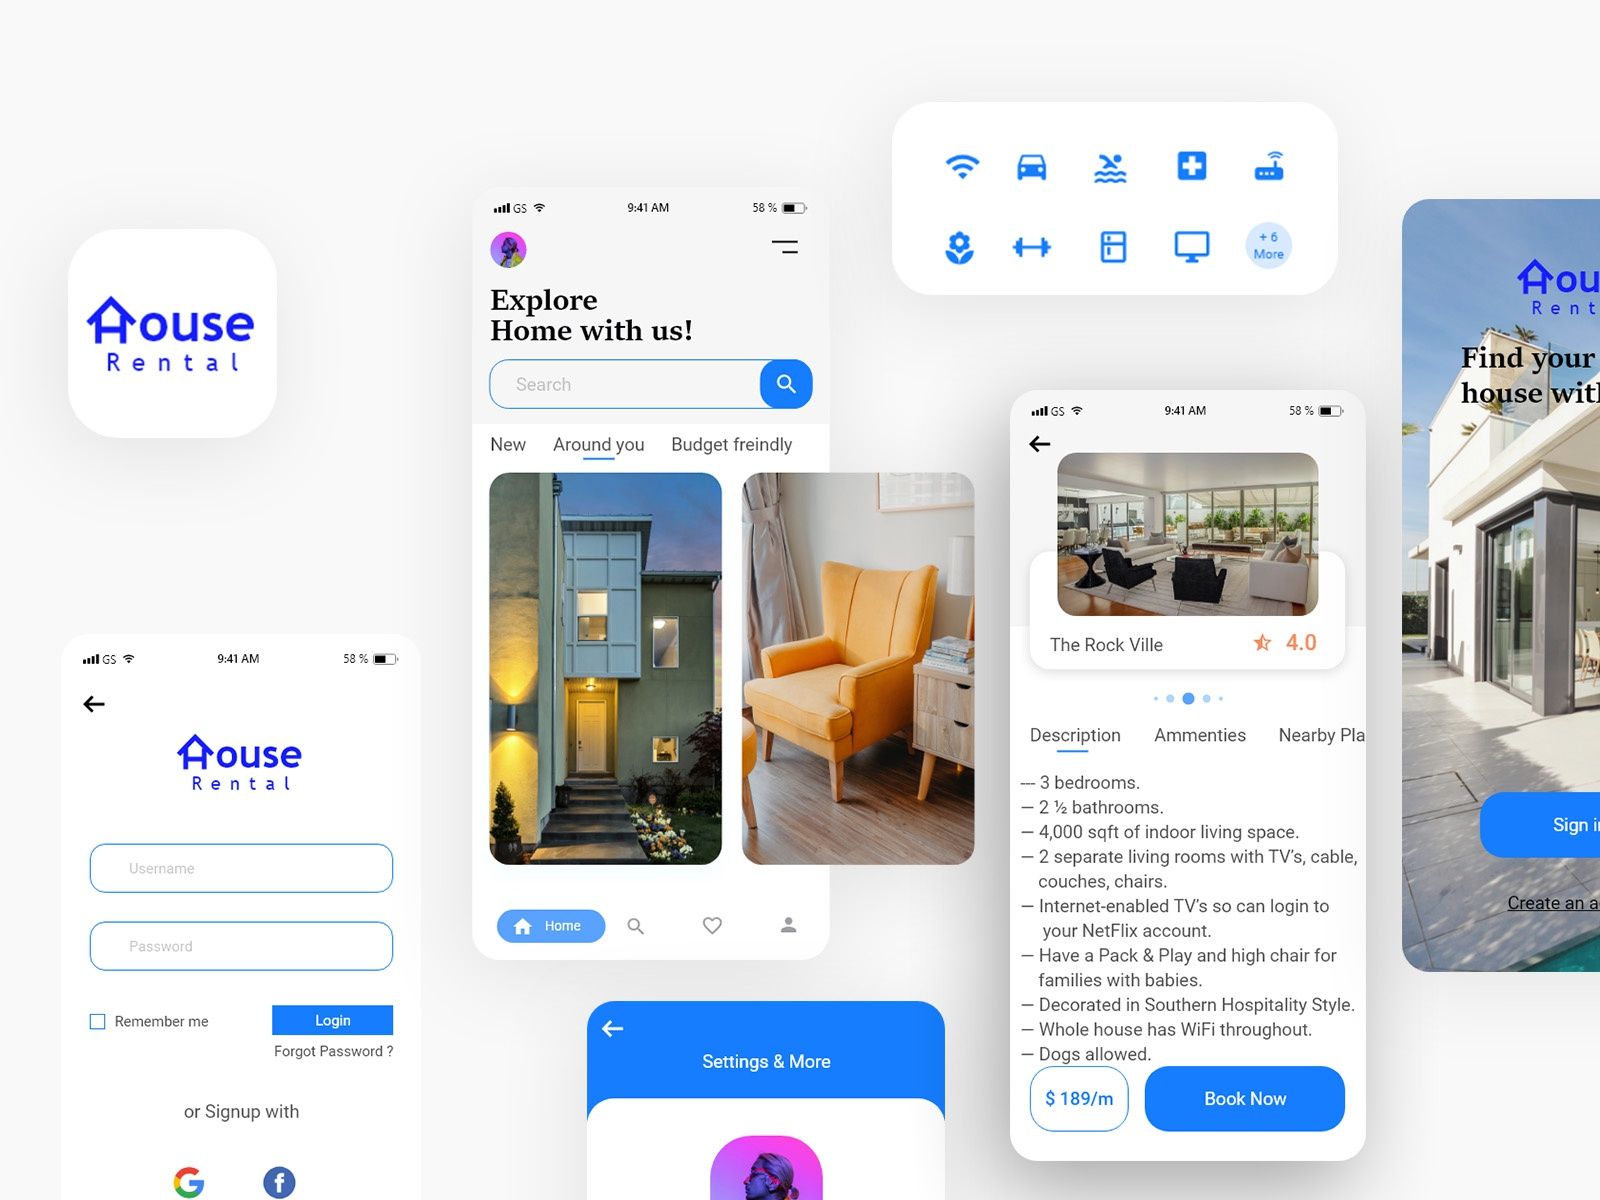 House
Rental
GS 9:41 AM 58 %
House
Rental
Username
Password
Remember me
Login
Forgot Password ?
or Signup with
GS 9:41 AM 58 %
Explore
Home with us!
Search
New Around you Budget freindly
Home
Settings & More
+ 6
More
GS 9:41 AM 58 %
The Rock Ville 4.0
Description Ammenties Nearby Pla
--- 3 bedrooms.
— 2 ½ bathrooms.
— 4,000 sqft of indoor living space.
— 2 separate living rooms with TV’s, cable,
couches, chairs.
— Internet-enabled TV’s so can login to
your NetFlix account.
— Have a Pack & Play and high chair for
families with babies.
— Decorated in Southern Hospitality Style.
— Whole house has WiFi throughout.
— Dogs allowed.
$ 189/m Book Now
Hou
Rent
Find your
house with
Sign in
Create an a